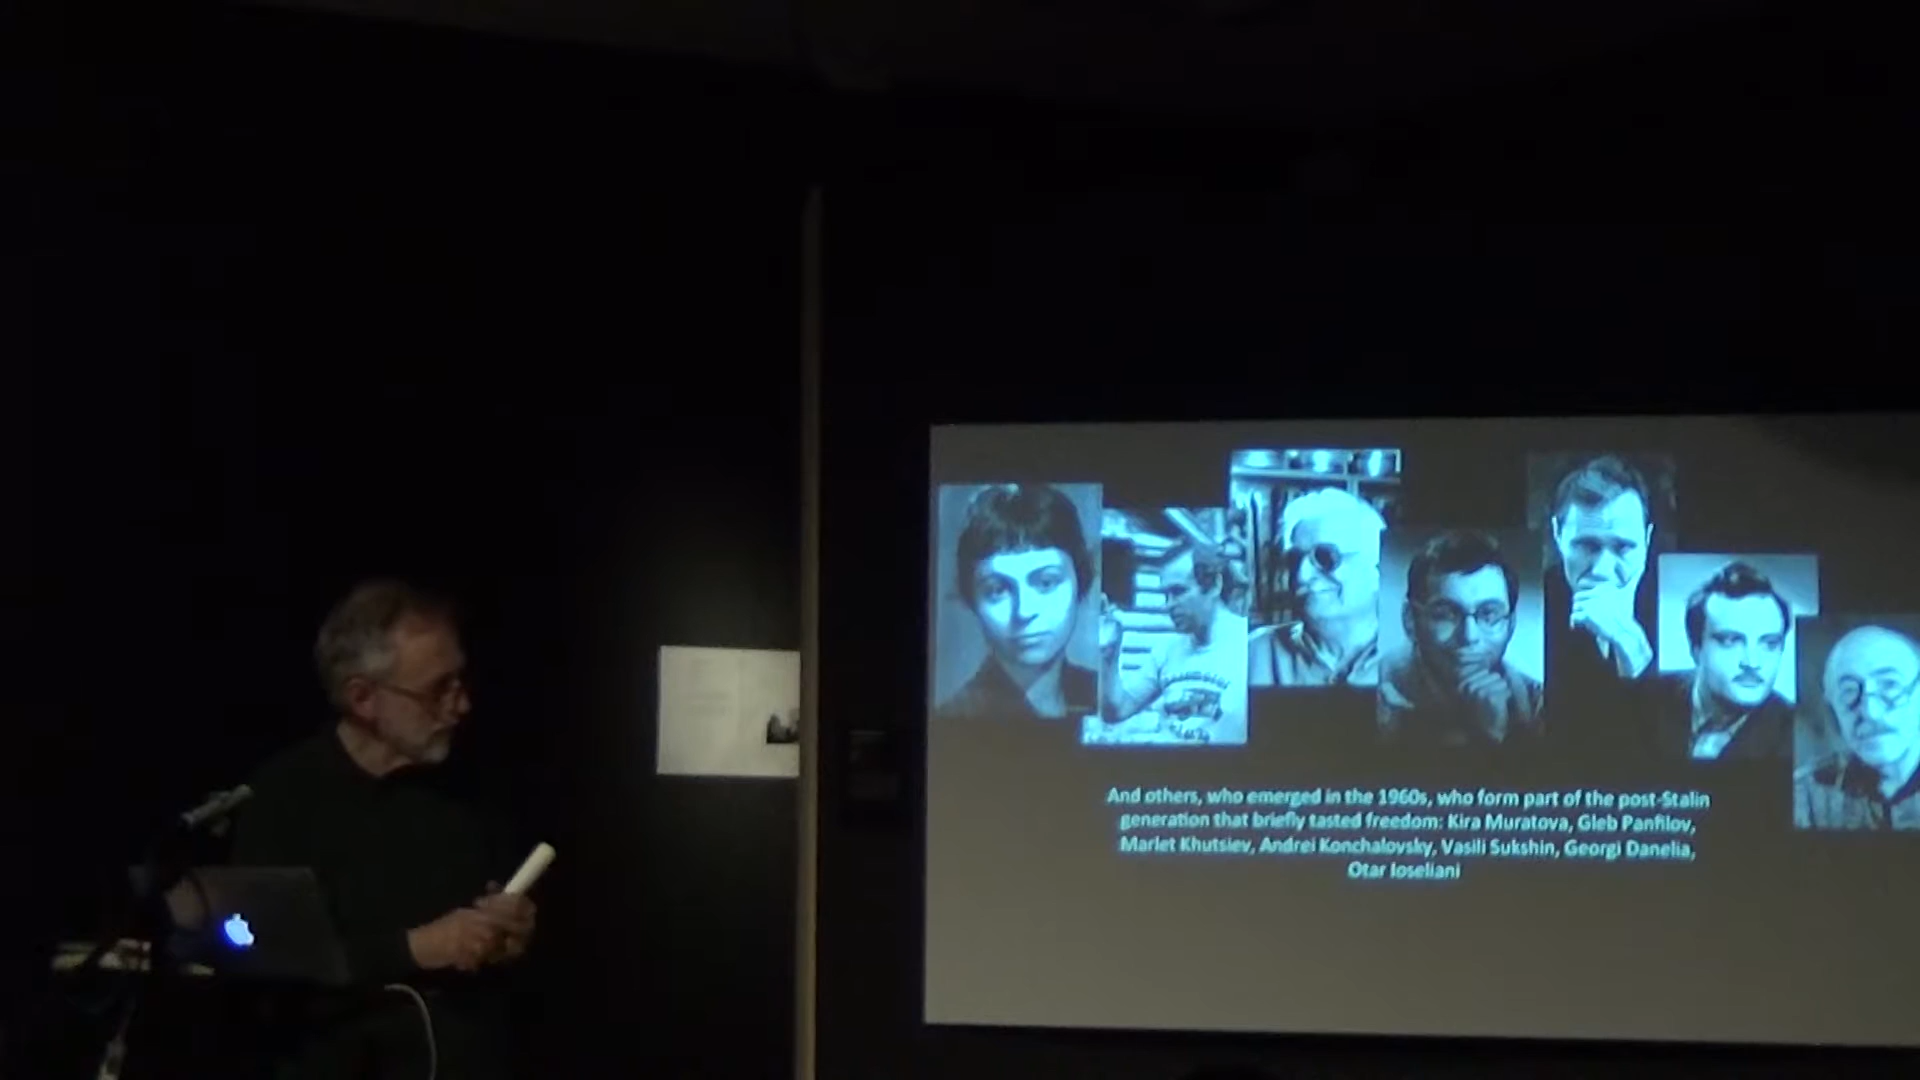 And others, who emerged in the 1960s, who form part of the post-Stalin
generation that briefly tasted freedom: Kira Muratova, Gleb Panfilov,
Marlet Khutsiev, Andrei Konchalovsky, Vasili Sukshin, Georgi Danelia,
Otar Ioseliani